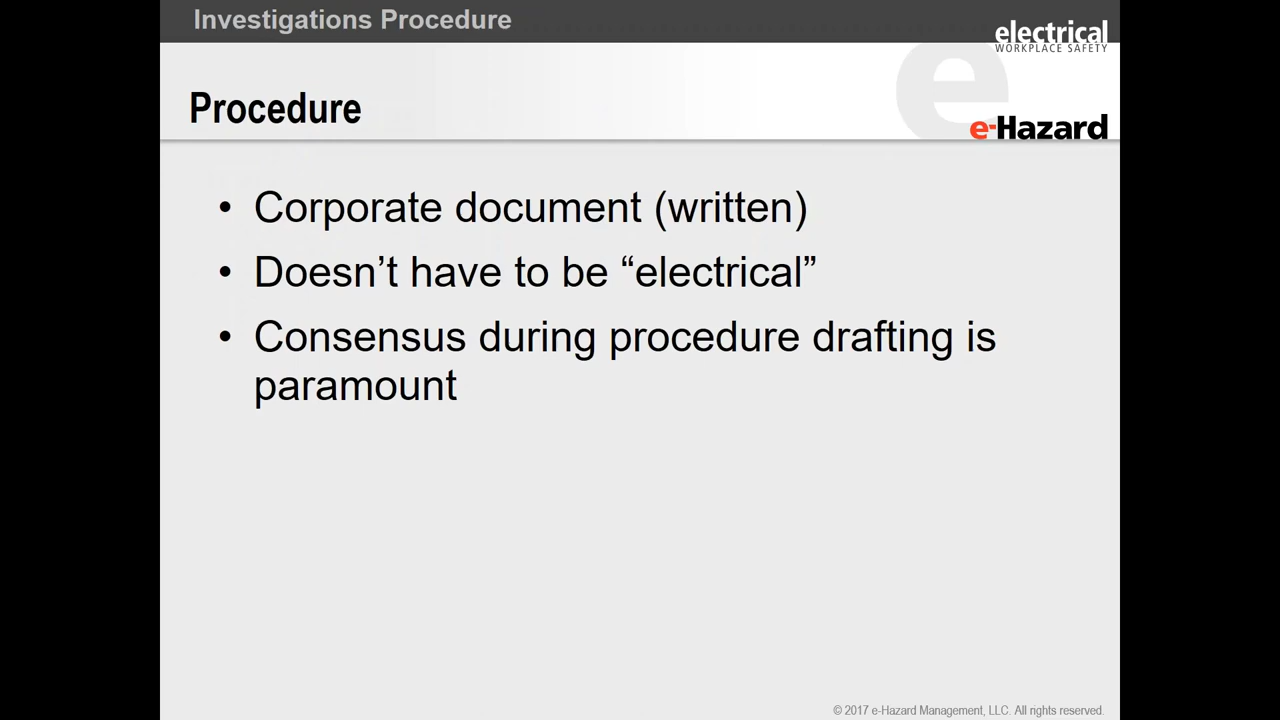 Investigations Procedure
electrical
WORKPLACE SAFETY
Procedure
e-Hazard
• Corporate document (written)
• Doesn’t have to be “electrical”
• Consensus during procedure drafting is
paramount
© 2017 e-Hazard Management, LLC. All rights reserved.